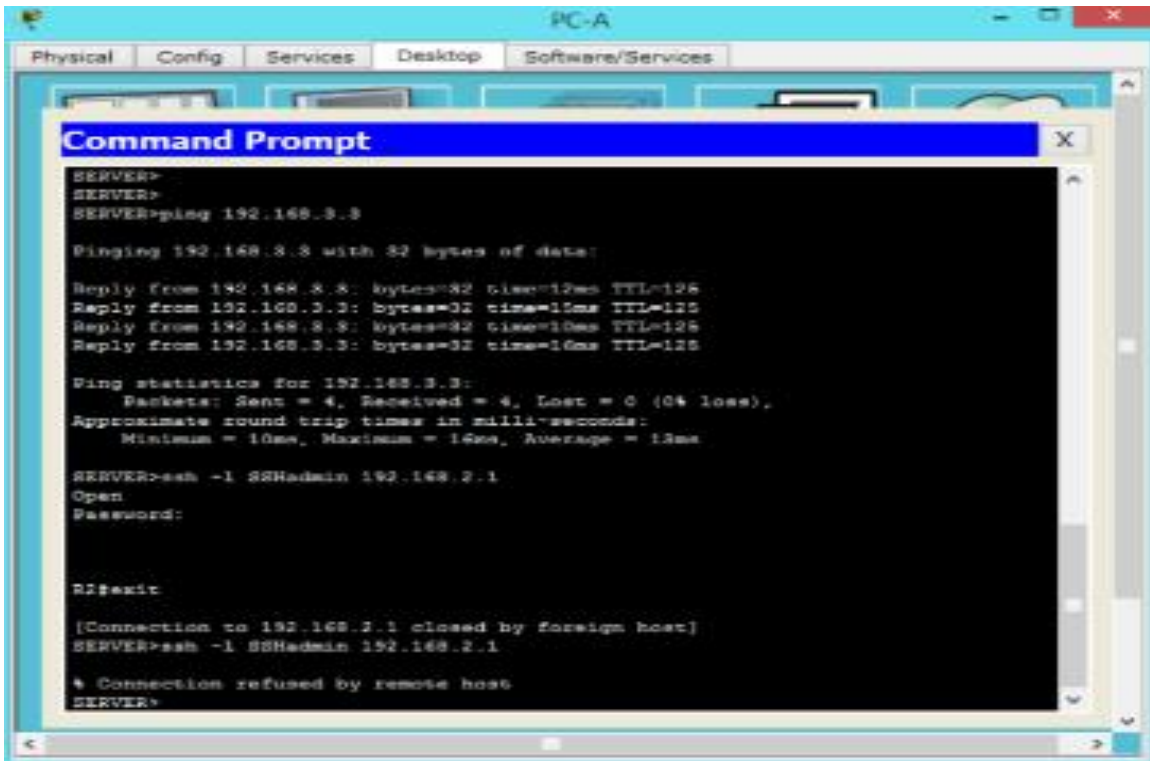 PC-A
Physical Config Services Desktop Software/Services
Command Prompt
X
SERVER>
SERVER>
SERVER>ping 192.168.3.3
Pinging 192.168.3.3 with 32 bytes of data:
Reply from 192.168.3.3: bytes=32 time=12ms TTL=125
Reply from 192.168.3.3: bytes=32 time=15ms TTL=125
Reply from 192.168.3.3: bytes=32 time=10ms TTL=125
Reply from 192.168.3.3: bytes=32 time=16ms TTL=125
Ping statistics for 192.168.3.3:
Packets: Sent = 4, Received = 4, Lost = 0 (0% loss),
Approximate round trip times in milli-seconds:
Minimum = 10ms, Maximum = 16ms, Average = 13ms
SERVER>ssh -l SSHadmin 192.168.2.1
Open
Password:
R2#exit
[Connection to 192.168.2.1 closed by foreign host]
SERVER>ssh -l SSHadmin 192.168.2.1
% Connection refused by remote host
SERVER>